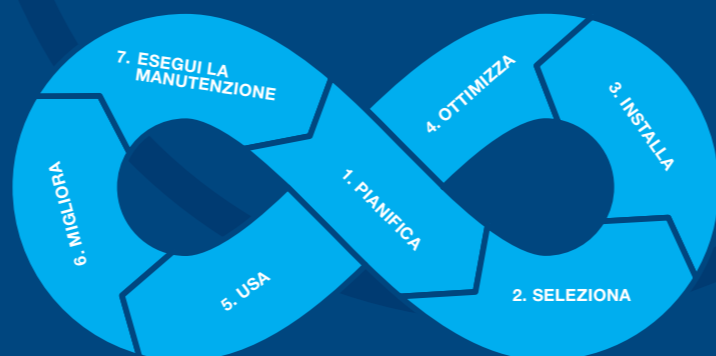 1. PIANIFICA
2. SELEZIONA
3. INSTALLA
4. OTTIMIZZA
5. USA
6. MIGLIORA
7. ESEGUI LA
MANUTENZIONE